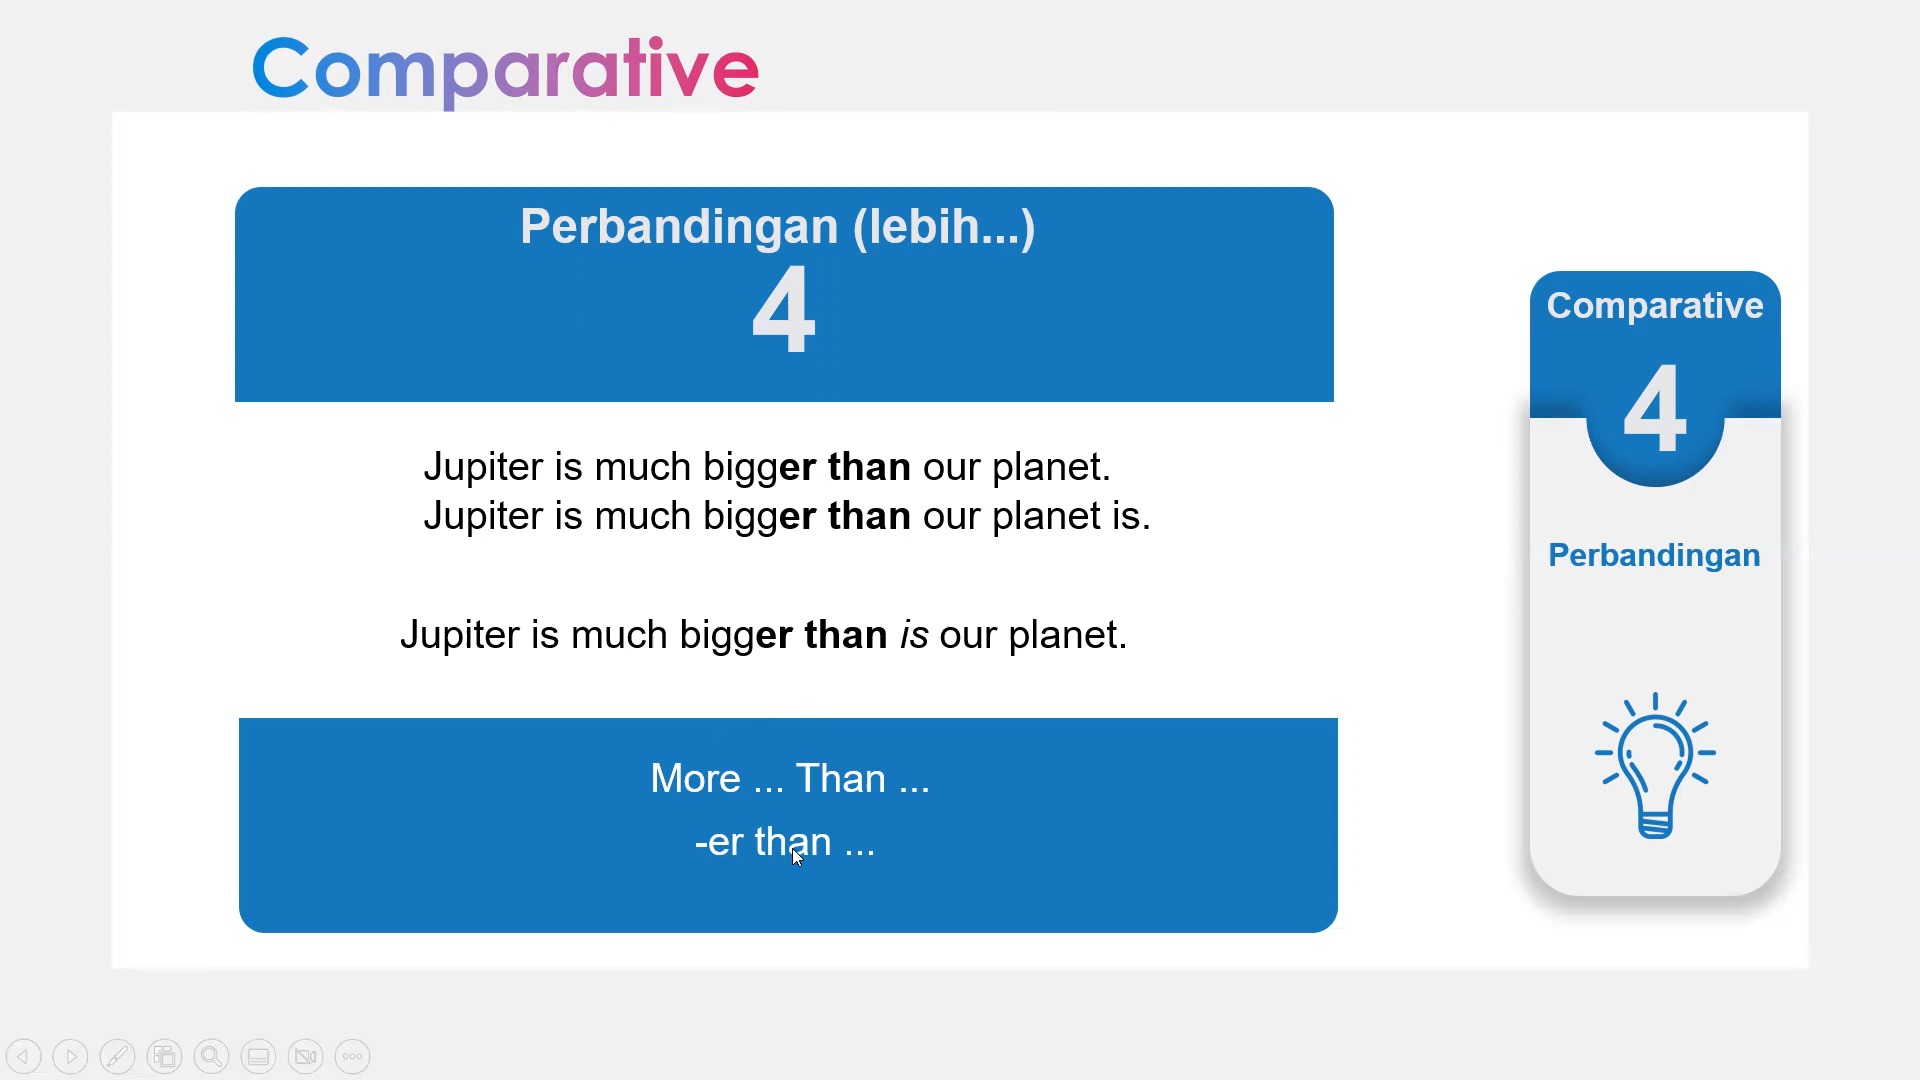 Comparative
Perbandingan (lebih...)
4
Jupiter is much bigger than our planet.
Jupiter is much bigger than our planet is.
Jupiter is much bigger than is our planet.
More ... Than ...
-er than ...
Comparative
4
Perbandingan